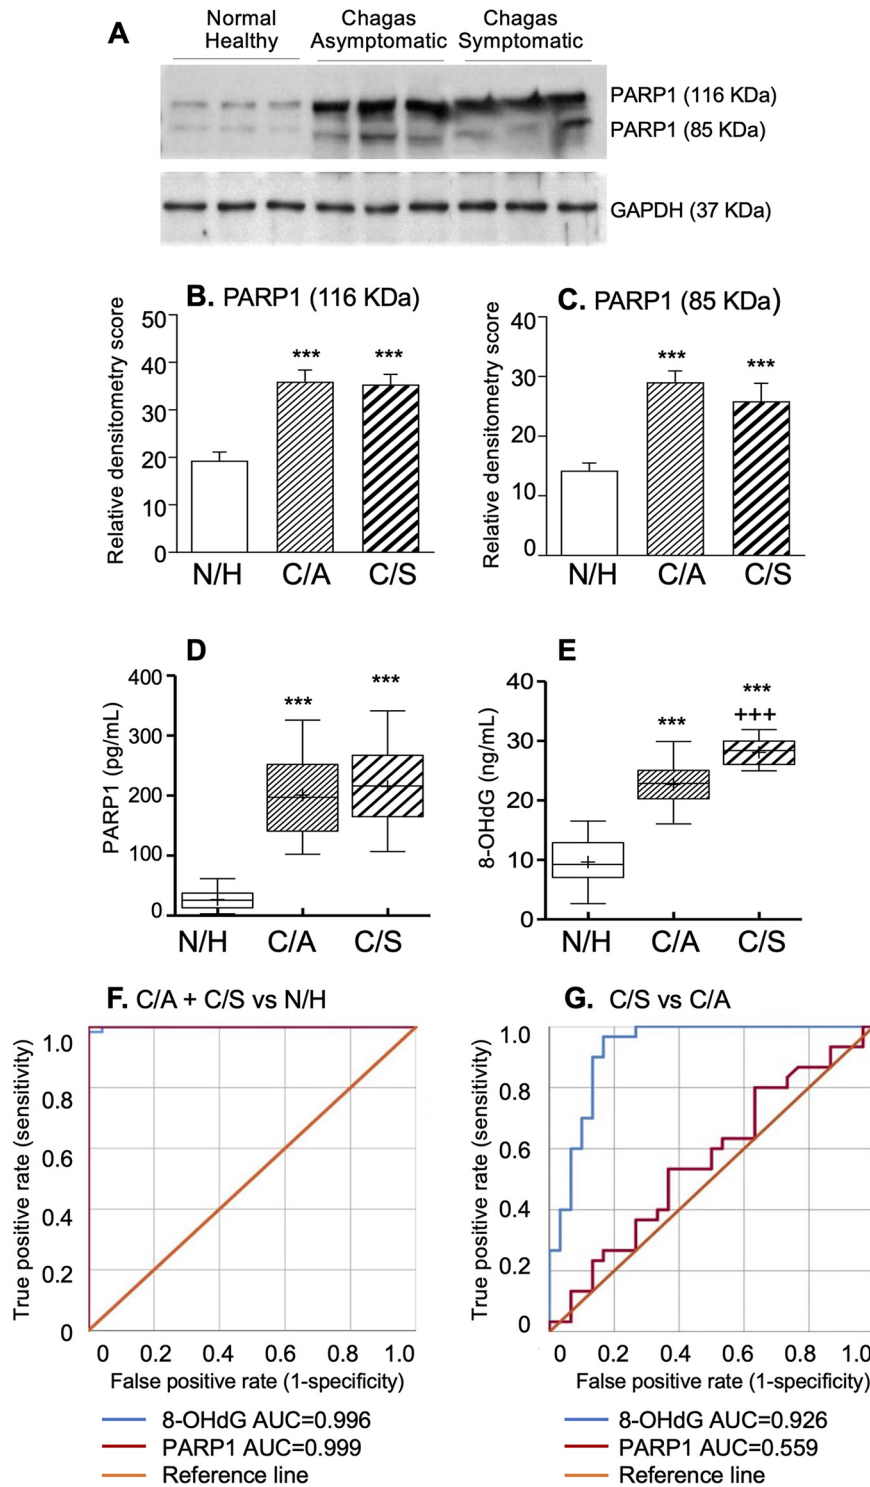 A
Normal
Healthy
Chagas
Asymptomatic
Chagas
Symptomatic
PARP1 (116 KDa)
PARP1 (85 KDa)
GAPDH (37 KDa)
B. PARP1 (116 KDa)
Relative densitometry score
50
40
30
20
10
0
***
***
N/H
C/A
C/S
C. PARP1 (85 KDa)
Relative densitometry score
40
30
20
10
0
***
***
N/H
C/A
C/S
D
PARP1 (pg/mL)
400
300
200
100
0
***
***
N/H
C/A
C/S
E
8-OHdG (ng/mL)
40
30
20
10
0
***
***
+++
N/H
C/A
C/S
F. C/A + C/S vs N/H
True positive rate (sensitivity)
1.0
0.8
0.6
0.4
0.2
0
0 0.2 0.4 0.6 0.8 1.0
False positive rate (1-specificity)
8-OHdG AUC=0.996
PARP1 AUC=0.999
Reference line
G. C/S vs C/A
True positive rate (sensitivity)
1.0
0.8
0.6
0.4
0.2
0
0 0.2 0.4 0.6 0.8 1.0
False positive rate (1-specificity)
8-OHdG AUC=0.926
PARP1 AUC=0.559
Reference line